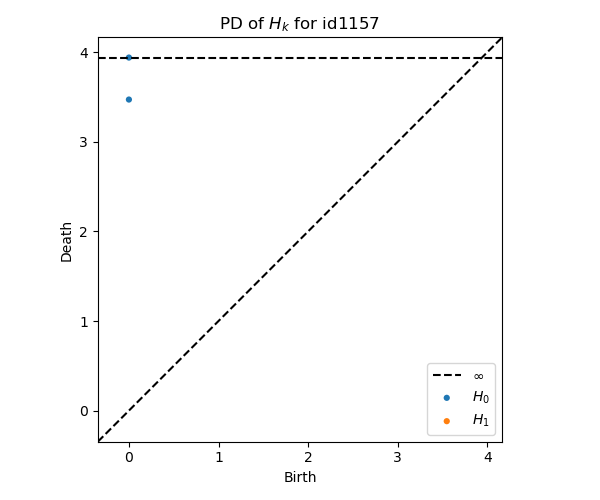 PD of $H_k$ for id1157
4
3
2
1
0
Death
0 1 2 3 4
Birth
∞
$H_0$
$H_1$